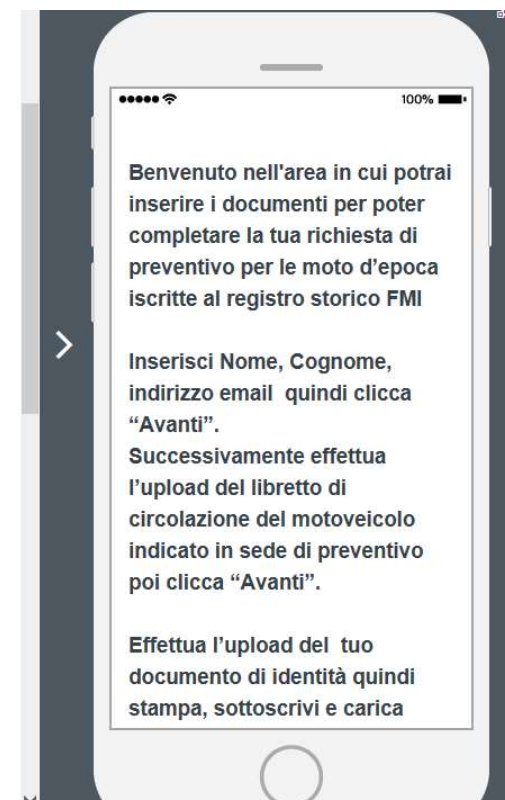 100%
Benvenuto nell'area in cui potrai
inserire i documenti per poter
completare la tua richiesta di
preventivo per le moto d’epoca
iscritte al registro storico FMI
Inserisci Nome, Cognome,
indirizzo email  quindi clicca
“Avanti”.
Successivamente effettua
l’upload del libretto di
circolazione del motoveicolo
indicato in sede di preventivo
poi clicca “Avanti”.
Effettua l’upload del  tuo
documento di identità quindi
stampa, sottoscrivi e carica